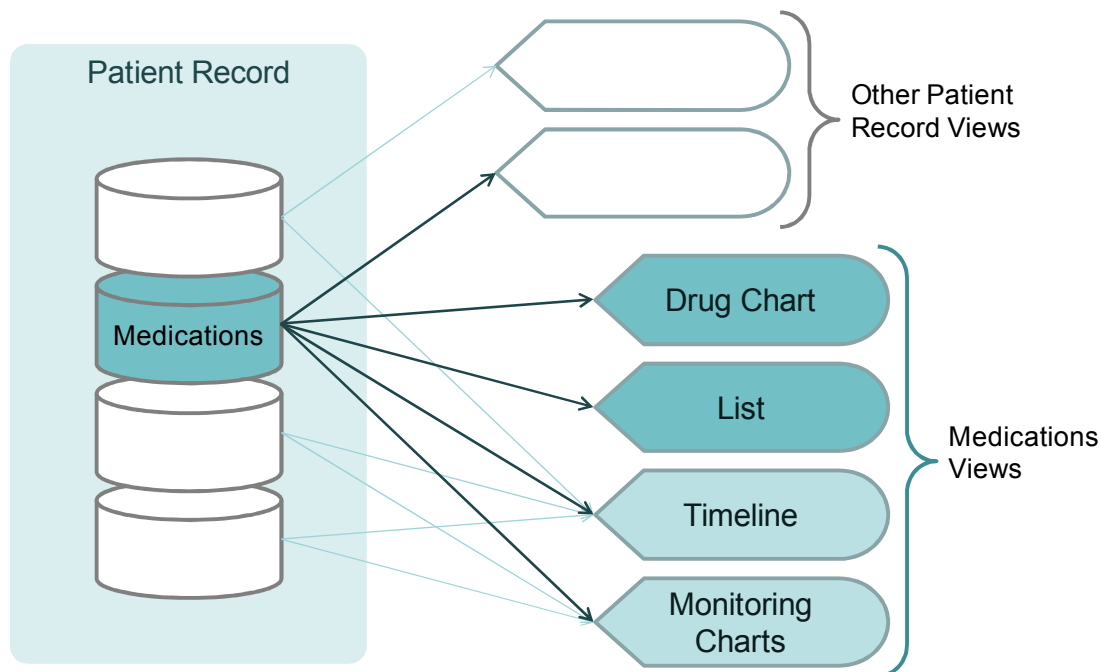 Patient Record
Other Patient
Record Views
Medications
Drug Chart
List
Medications
Views
Timeline
Monitoring
Charts